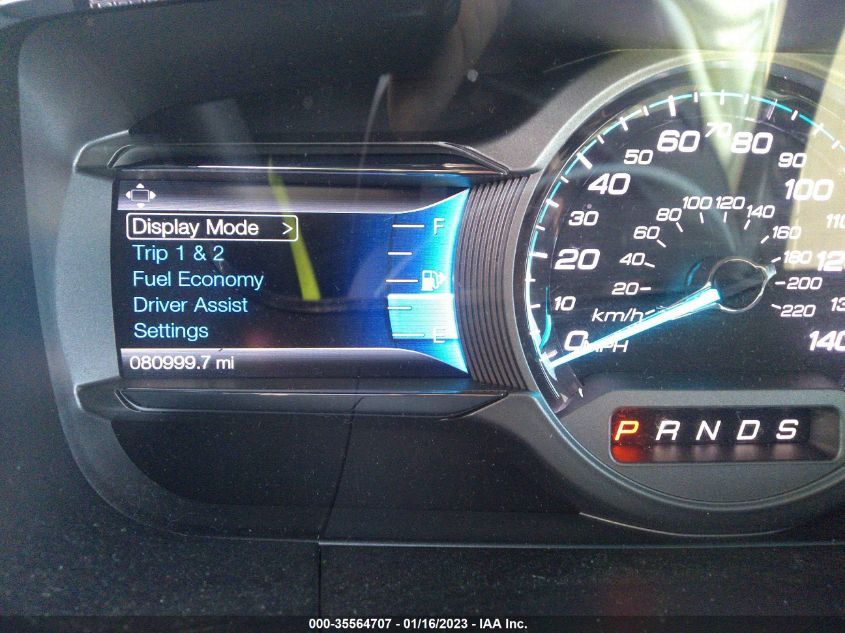 Display Mode >
Trip 1 & 2
Fuel Economy
Driver Assist
Settings
080999.7 mi
F
E
0 10 20 30 40 50 60 70 80 90 100 140
MPH
20 40 60 80 100 120 140 160 180 200 220
km/h
P R N D S
000-35564707 - 01/16/2023 - IAA Inc.